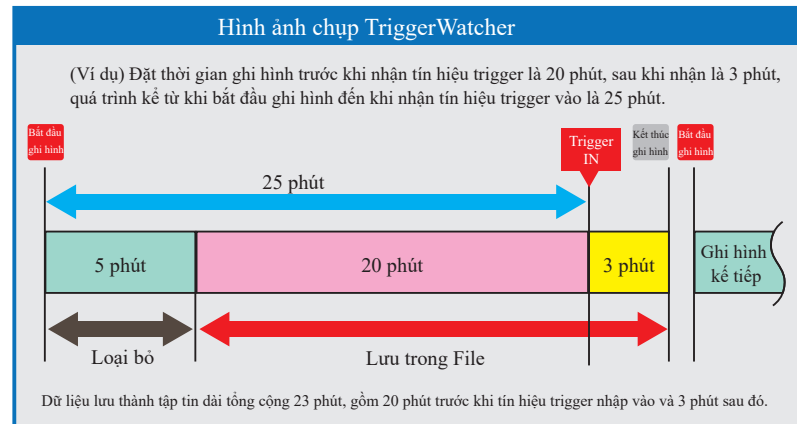 Hình ảnh chụp TriggerWatcher
(Ví dụ) Đặt thời gian ghi hình trước khi nhận tín hiệu trigger là 20 phút, sau khi nhận là 3 phút,
quá trình kể từ khi bắt đầu ghi hình đến khi nhận tín hiệu trigger vào là 25 phút.
Bắt đầu
ghi hình
Trigger
IN
Kết thúc
ghi hình
Bắt đầu
ghi hình
25 phút
5 phút
20 phút
3 phút
Ghi hình
kế tiếp
Loại bỏ
Lưu trong File
Dữ liệu lưu thành tập tin dài tổng cộng 23 phút, gồm 20 phút trước khi tín hiệu trigger nhập vào và 3 phút sau đó.